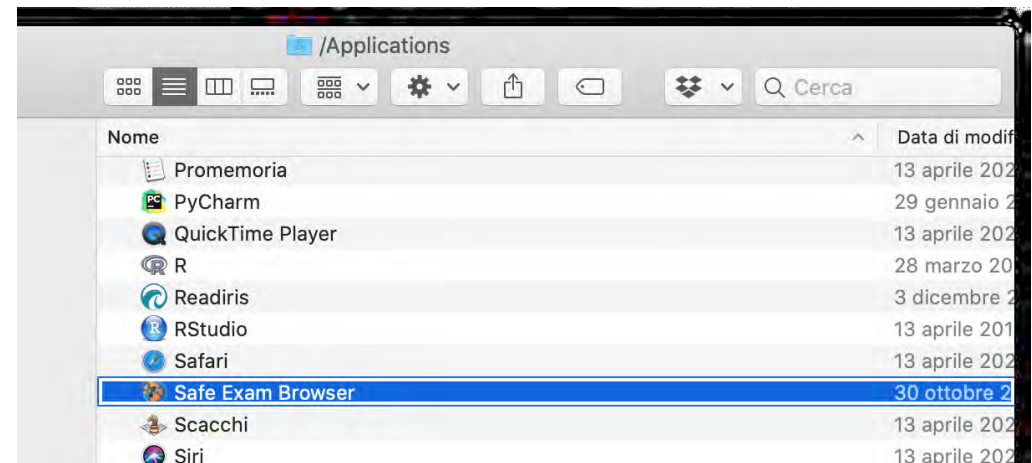 /Applications
Cerca
Nome Data di modif
Promemoria 13 aprile 202
PC PyCharm 29 gennaio 2
QuickTime Player 13 aprile 202
R R 28 marzo 20
Readiris 3 dicembre 2
R RStudio 13 aprile 201
Safari 13 aprile 202
Safe Exam Browser 30 ottobre 2
Scacchi 13 aprile 202
Siri 13 aprile 202